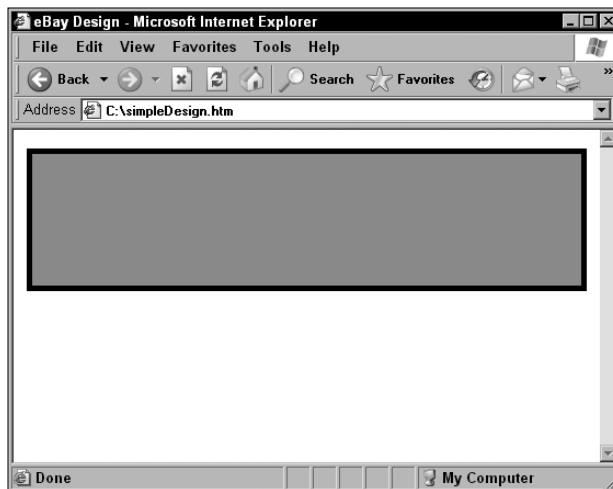 eBay Design - Microsoft Internet Explorer
File Edit View Favorites Tools Help
Back Search Favorites »
Address C:\simpleDesign.htm
Done My Computer